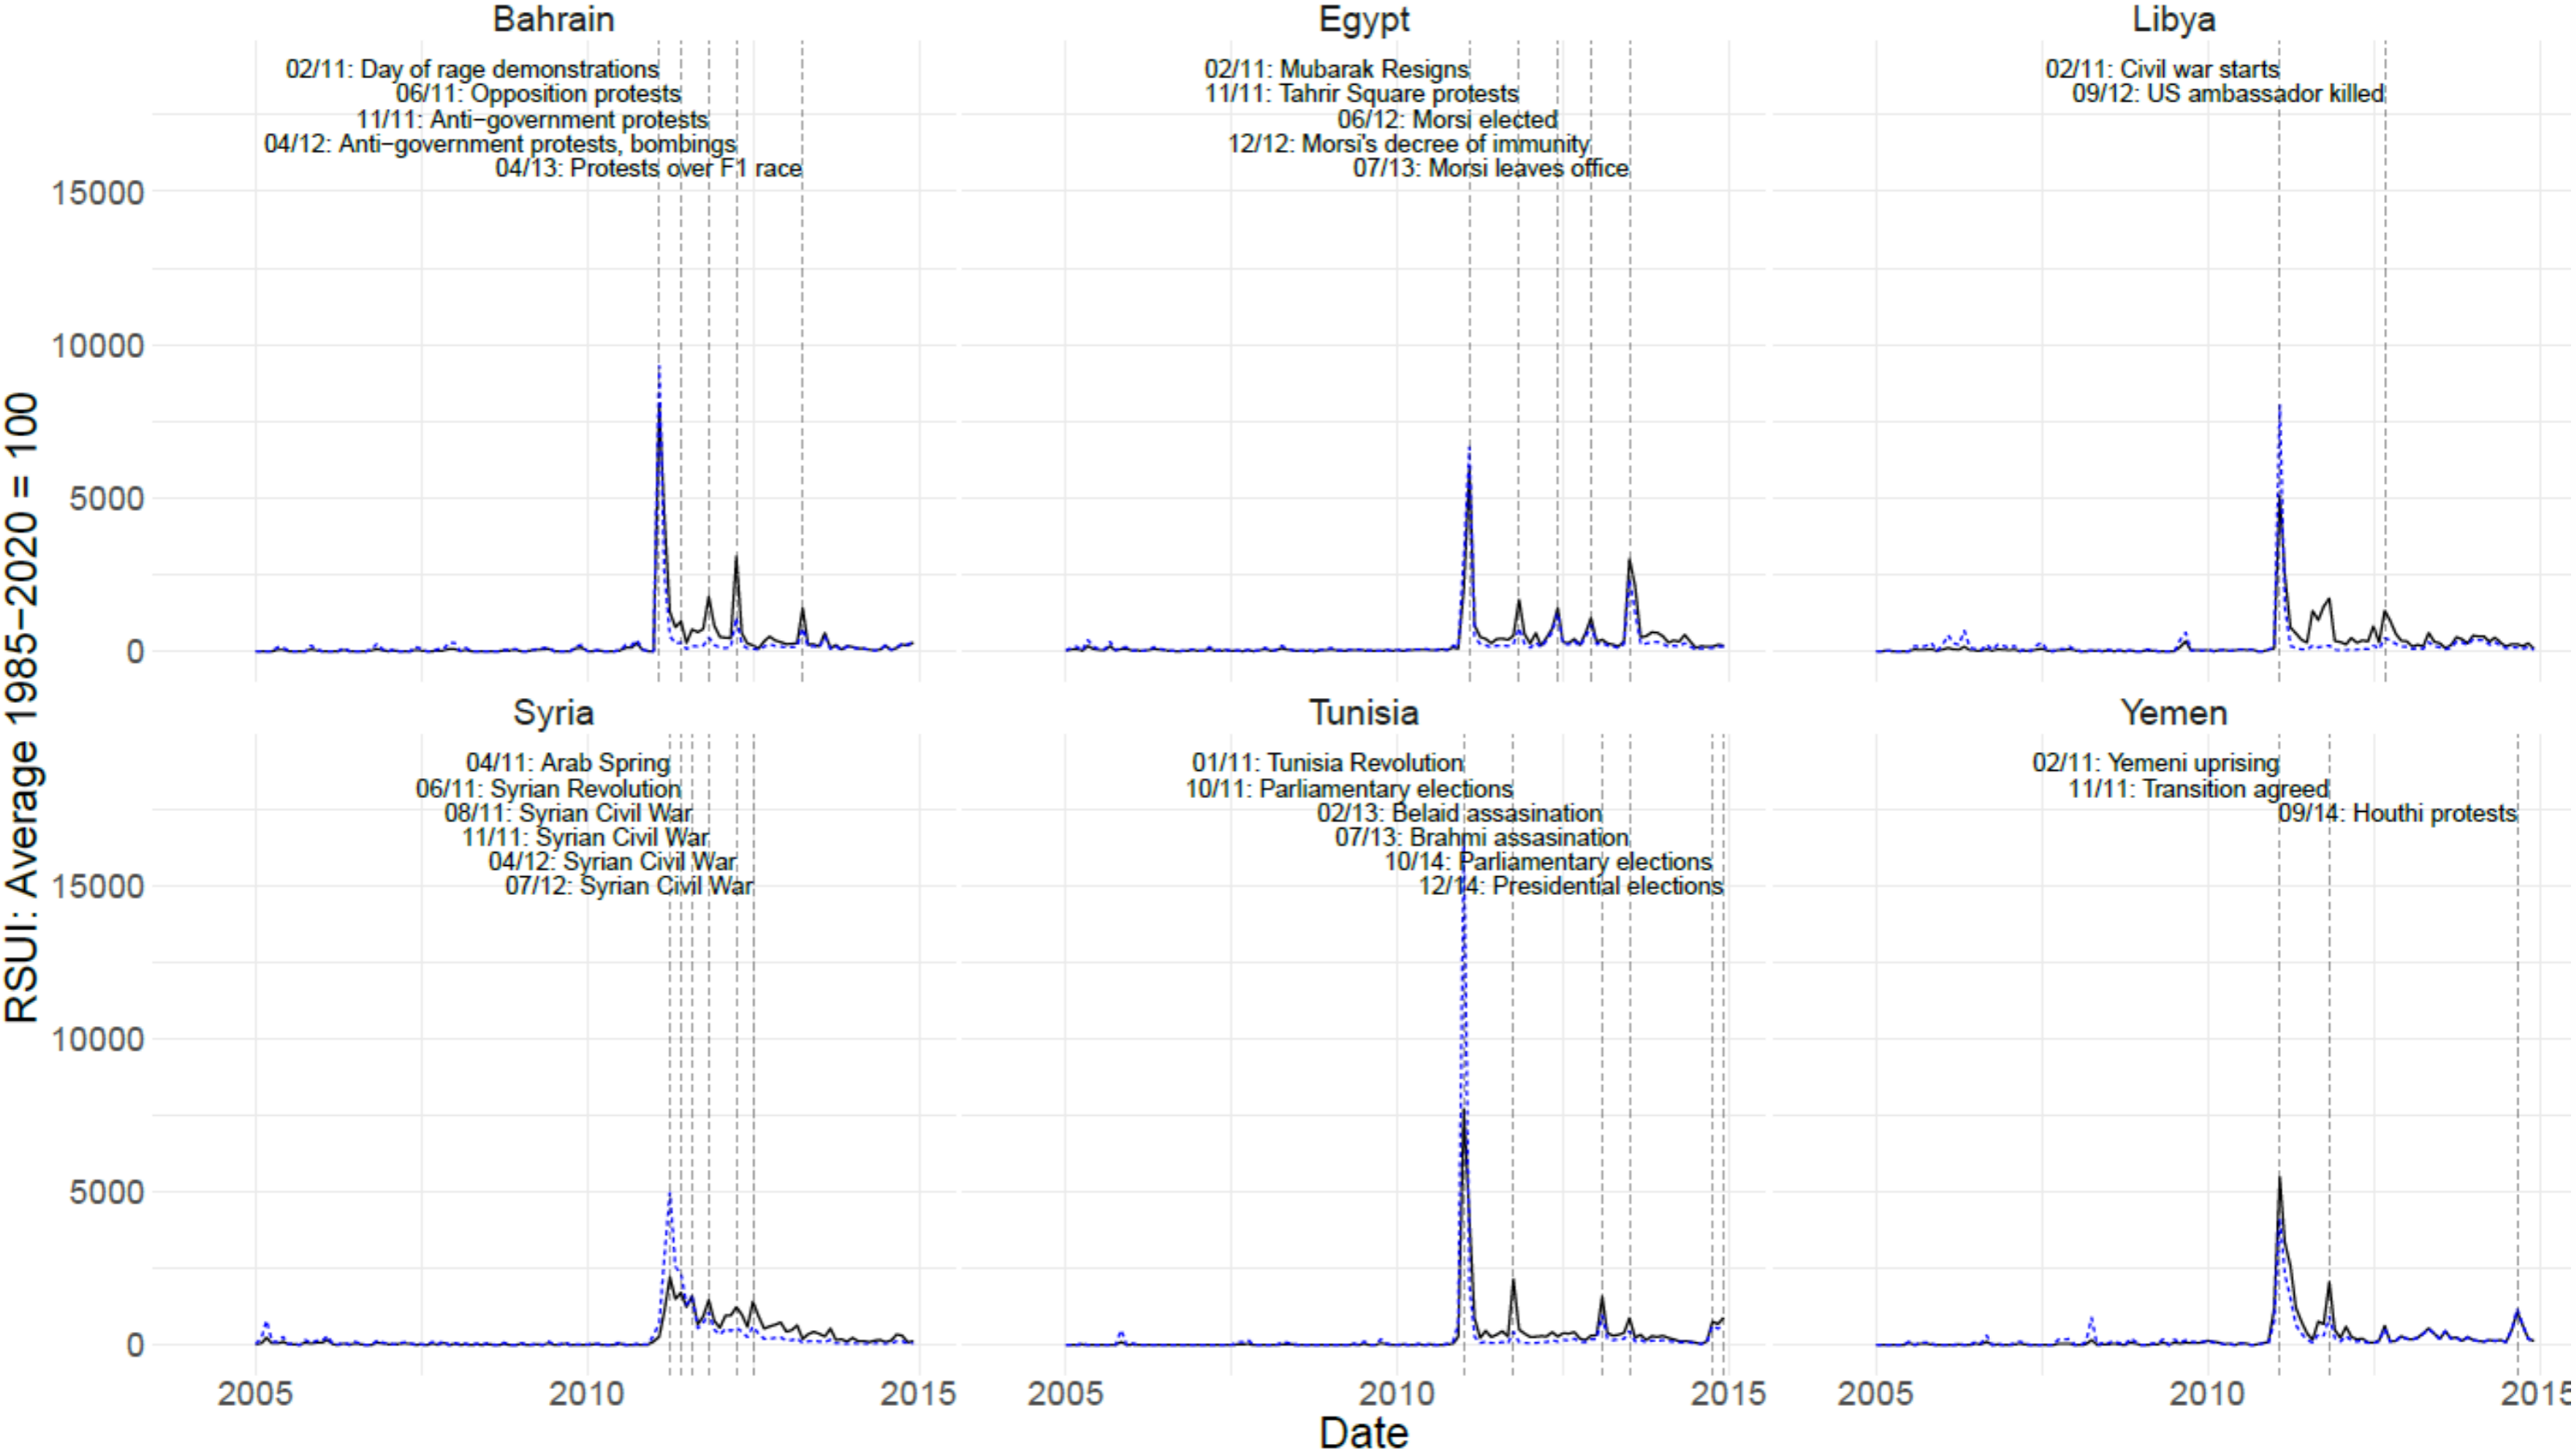 Bahrain
Egypt
Libya
02/11: Day of rage demonstrations
06/11: Opposition protests
11/11: Anti−government protests
04/12: Anti−government protests, bombings
04/13: Protests over F1 race
02/11: Mubarak Resigns
11/11: Tahrir Square protests
06/12: Morsi elected
12/12: Morsi's decree of immunity
07/13: Morsi leaves office
02/11: Civil war starts
09/12: US ambassador killed
15000
10000
5000
0
RSUI: Average 1985−2020 = 100
Syria
Tunisia
Yemen
04/11: Arab Spring
06/11: Syrian Revolution
08/11: Syrian Civil War
11/11: Syrian Civil War
04/12: Syrian Civil War
07/12: Syrian Civil War
01/11: Tunisia Revolution
10/11: Parliamentary elections
02/13: Belaid assasination
07/13: Brahmi assasination
10/14: Parliamentary elections
12/14: Presidential elections
02/11: Yemeni uprising
11/11: Transition agreed
09/14: Houthi protests
15000
10000
5000
0
2005 2010 2015
2005 2010 2015
2005 2010 2015
Date